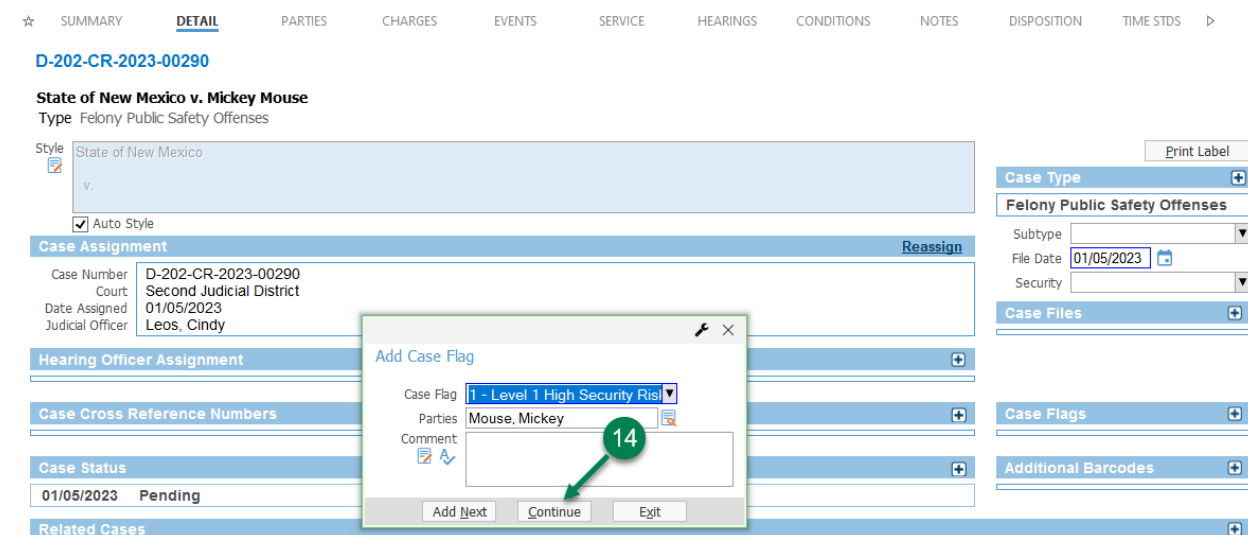 SUMMARY DETAIL PARTIES CHARGES EVENTS SERVICE HEARINGS CONDITIONS NOTES DISPOSITION TIME STDS
D-202-CR-2023-00290
State of New Mexico v. Mickey Mouse
Type Felony Public Safety Offenses
Style
State of New Mexico
v.
Auto Style
Print Label
Case Type
Felony Public Safety Offenses
Subtype
File Date 01/05/2023
Security
Case Assignment Reassign
Case Number D-202-CR-2023-00290
Court Second Judicial District
Date Assigned 01/05/2023
Judicial Officer Leos, Cindy
Case Files
Hearing Officer Assignment
Case Cross Reference Numbers
Case Flags
Case Status
01/05/2023 Pending
Additional Barcodes
Related Cases
Add Case Flag
Case Flag 1 - Level 1 High Security Ris
Parties Mouse, Mickey
Comment
14
Add Next Continue Exit